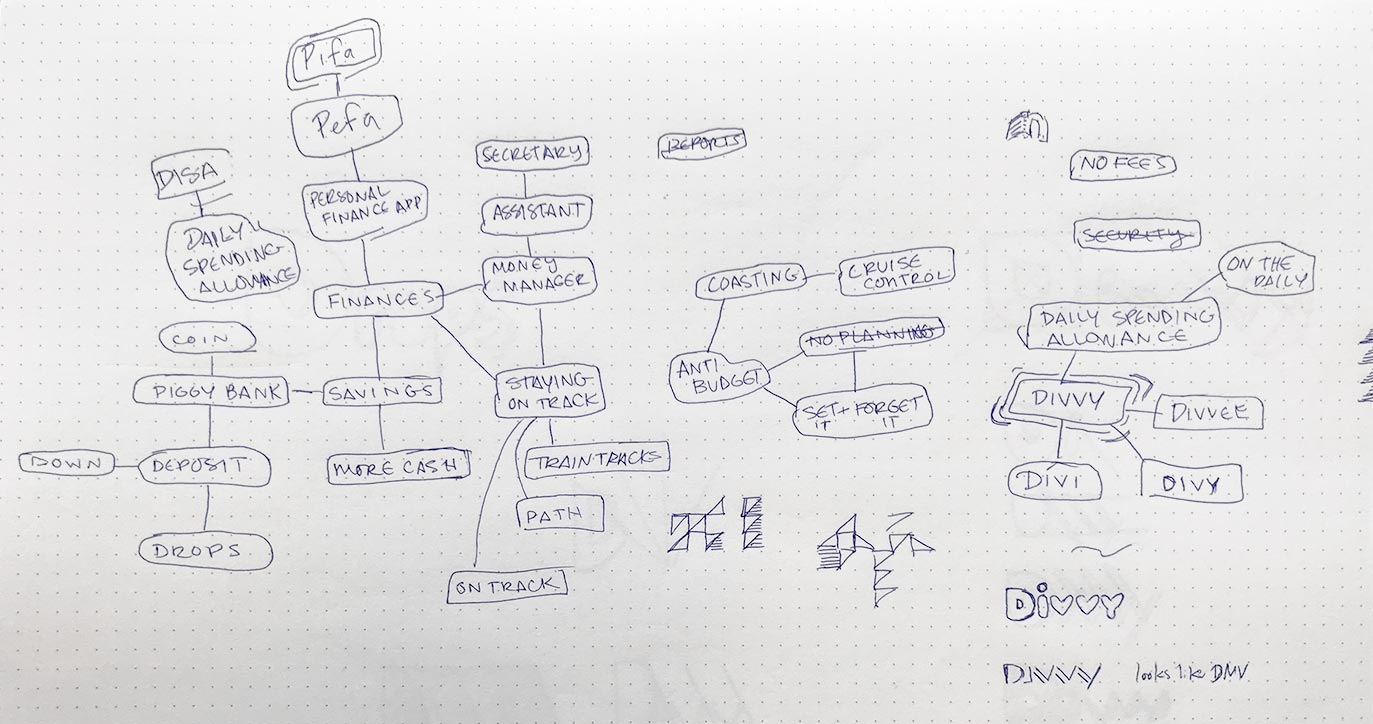 Pifa
Pefa
DISA
DAILY
SPENDING
ALLOWANCE
PERSONAL
FINANCE APP
SECRETARY
ASSISTANT
MONEY
MANAGER
FINANCES
COIN
PIGGY BANK
SAVINGS
STAYING
ON TRACK
DOWN
DEPOSIT
MORE CASH
TRAIN TRACKS
PATH
DROPS
ON TRACK
REPORTS
COASTING
CRUISE
CONTROL
ANTI
BUDGET
NO PLANNING
SET + FORGET
IT IT
NO FEES
SECURITY
ON THE
DAILY
DAILY SPENDING
ALLOWANCE
DIVVY
DIVVEE
DIVI
DIVY
Divvy
DIVVY looks like DMV